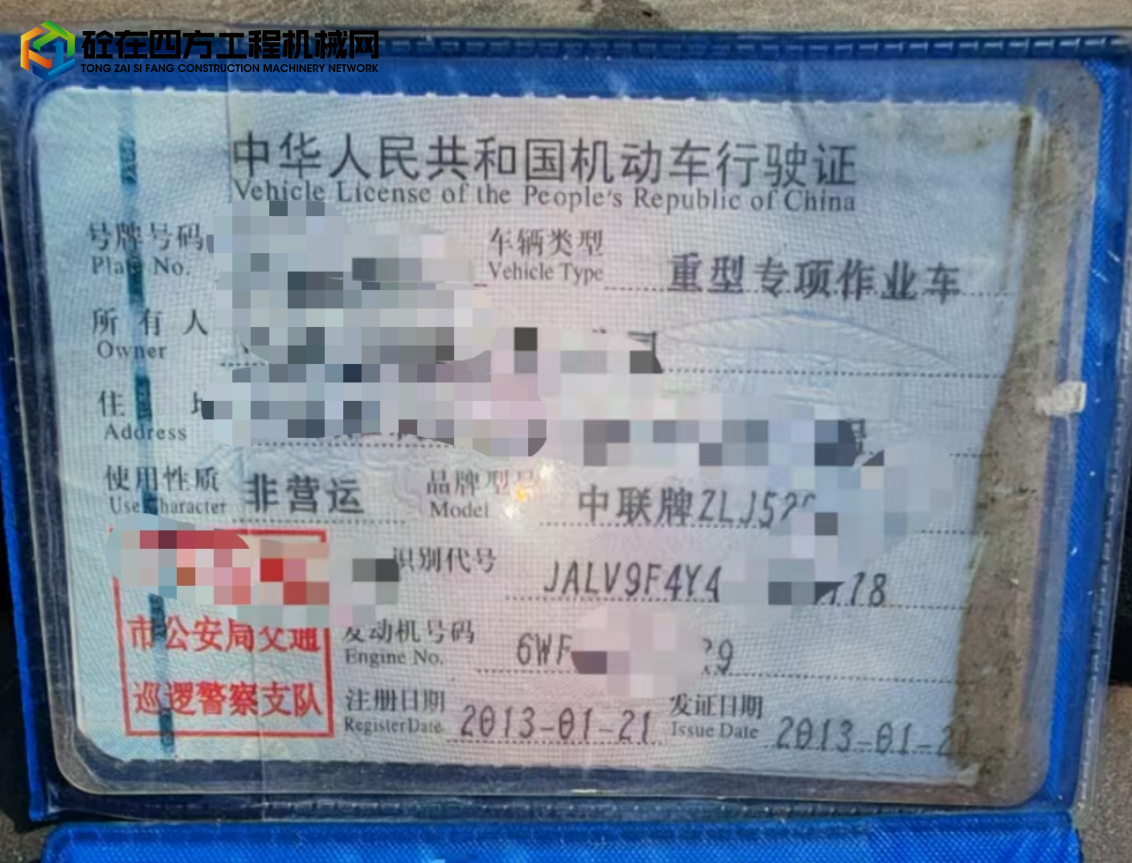 砼在四方工程机械网
TONG ZAI SI FANG CONSTRUCTION MACHINERY NETWORK
中华人民共和国机动车行驶证
Vehicle License of the People's Republic of China
号牌号码 车辆类型 重型专项作业车
Plate No. Vehicle Type
所有人
Owner
住
Address
使用性质 非营运 品牌型号 中联牌ZLJ52
Use Character Model
识别代号 JALV9F4Y4 78
市公安局交通
巡逻警察支队
发动机号码 6WF 29
Engine No.
注册日期 2013-01-21 发证日期 2013-01-2
Register Date Issue Date